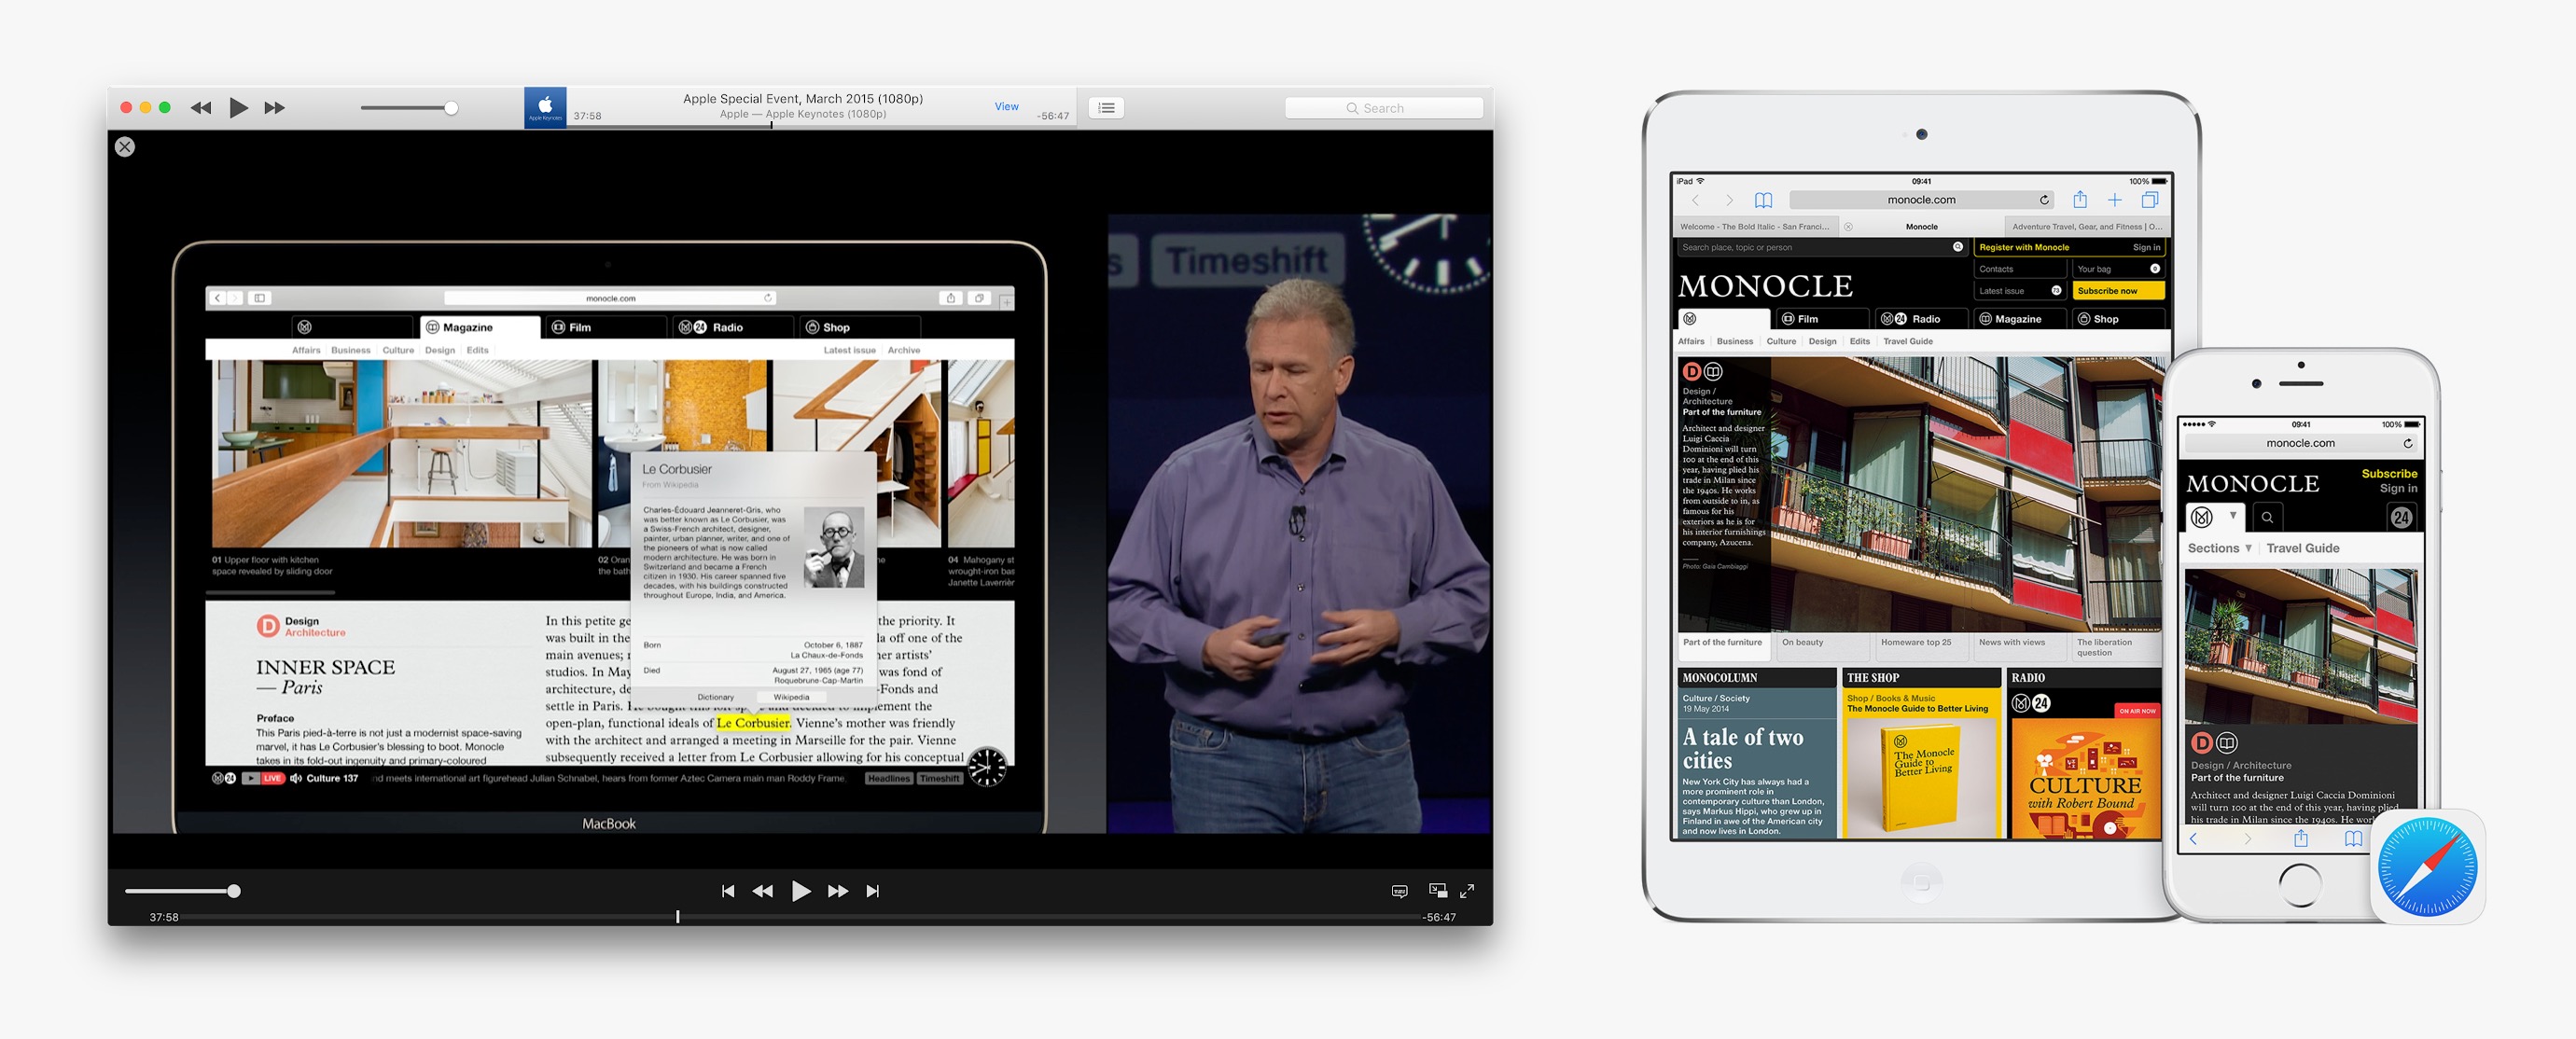 Apple Special Event, March 2015 (1080p)
Apple — Apple Keynotes (1080p)
37:58
View
-56:47
Search
Apple Keynotes
monocle.com
Magazine
Film
24 Radio
Shop
Affairs Business Culture Design Edits
Latest issue Archive
01 Upper floor with kitchen
space revealed by sliding door
02 Oran
the bath
04 Mahogany st
wrought-iron bas
Janette Laverrièr
Le Corbusier
From Wikipedia
Charles-Édouard Jeanneret-Gris, who
was better known as Le Corbusier, was
a Swiss-French architect, designer,
painter, urban planner, writer, and one of
the pioneers of what is now called
modern architecture. He was born in
Switzerland and became a French
citizen in 1930. His career spanned five
decades, with his buildings constructed
throughout Europe, India, and America.
Born October 6, 1887
La Chaux-de-Fonds
Died August 27, 1965 (age 77)
Roquebrune-Cap-Martin
Dictionary Wikipedia
D Design
Architecture
INNER SPACE
— Paris
Preface
This Paris pied-à-terre is not just a modernist space-saving
marvel, it has Le Corbusier's blessing to boot. Monocle
takes in its fold-out ingenuity and primary-coloured
In this petite ge the priority. It
was built in the la off one of the
main avenues; r her artists'
studios. In May was fond of
architecture, de -Fonds and
settle in Paris. He bought this loft space and decided to implement the
open-plan, functional ideals of Le Corbusier. Vienne's mother was friendly
with the architect and arranged a meeting in Marseille for the pair. Vienne
subsequently received a letter from Le Corbusier allowing for his conceptual
24 LIVE Culture 137 nd meets international art figurehead Julian Schnabel, hears from former Aztec Camera main man Roddy Frame, Headlines Timeshift
MacBook
s Timeshift
37:58
-56:47
iPad 09:41 100%
monocle.com
Welcome - The Bold Italic - San Franci... Monocle Adventure Travel, Gear, and Fitness | O...
Search place, topic or person
Register with Monocle Sign in
Contacts Your bag 0
MONOCLE
Latest issue 73 Subscribe now
Film 24 Radio Magazine Shop
Affairs Business Culture Design Edits Travel Guide
D
Design /
Architecture
Part of the furniture
Architect and designer
Luigi Caccia
Dominioni will turn
100 at the end of this
year, having plied his
trade in Milan since
the 1940s. He works
from outside to in, as
famous for his
exteriors as he is for
his interior furnishings
company, Azucena.
Photo: Gaia Cambiaggi
Part of the furniture On beauty Homeware top 25 News with views The liberation
question
MONOCOLUMN
Culture / Society
19 May 2014
A tale of two
cities
New York City has always had a
more prominent role in
contemporary culture than London,
says Markus Hippi, who grew up in
Finland in awe of the American city
and now lives in London.
THE SHOP
Shop / Books & Music
The Monocle Guide to Better Living
The Monocle
Guide to
Better Living
RADIO
24
ON AIR NOW
CULTURE
with Robert Bound
09:41 100%
monocle.com
MONOCLE
Subscribe
Sign in
24
Sections Travel Guide
D
Design / Architecture
Part of the furniture
Architect and designer Luigi Caccia Dominioni
will turn 100 at the end of this year, having plied
his trade in Milan since the 1940s. He work